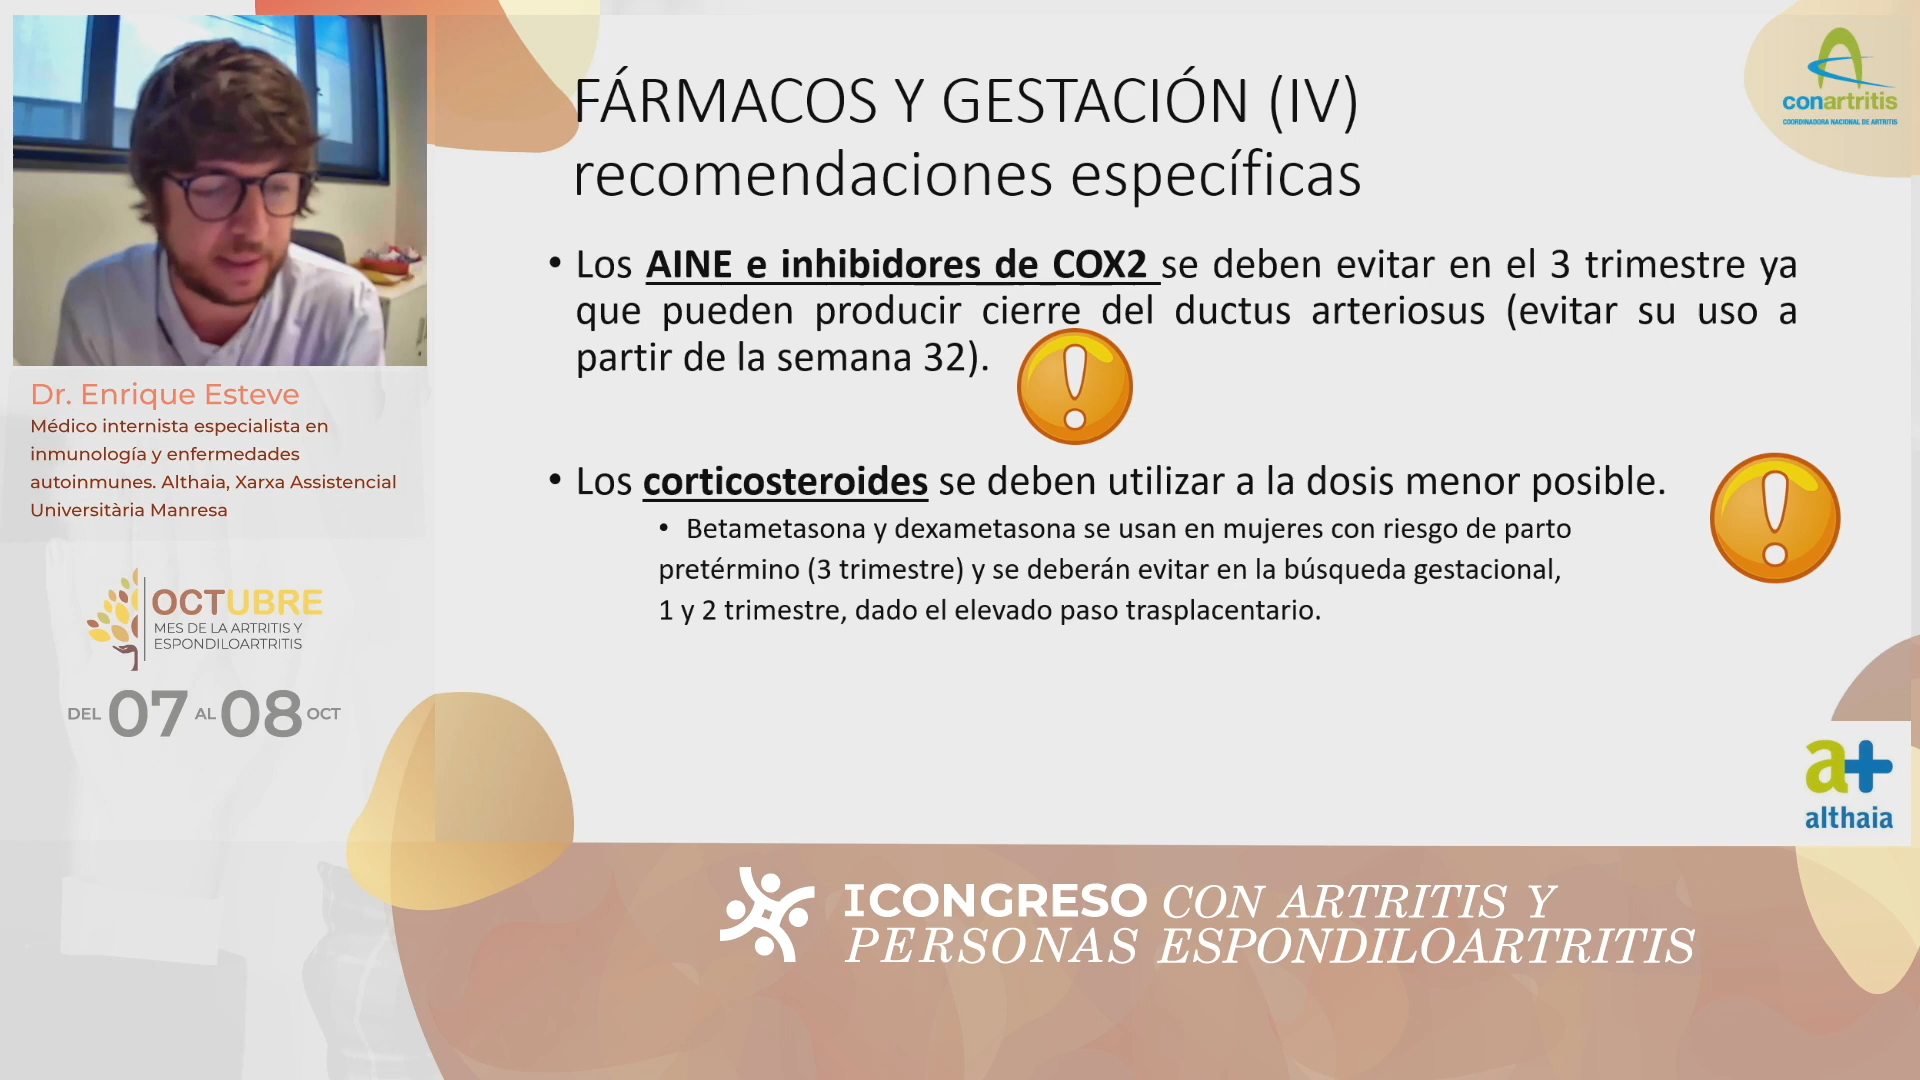 FÁRMACOS Y GESTACIÓN (IV)
recomendaciones específicas
• Los AINE e inhibidores de COX2 se deben evitar en el 3 trimestre ya
que pueden producir cierre del ductus arteriosus (evitar su uso a
partir de la semana 32).
• Los corticosteroides se deben utilizar a la dosis menor posible.
• Betametasona y dexametasona se usan en mujeres con riesgo de parto
pretérmino (3 trimestre) y se deberán evitar en la búsqueda gestacional,
1 y 2 trimestre, dado el elevado paso trasplacentario.
conartritis
COORDINADORA NACIONAL DE ARTRITIS
Dr. Enrique Esteve
Médico internista especialista en
inmunología y enfermedades
autoinmunes. Althaia, Xarxa Assistencial
Universitària Manresa
OCTUBRE
MES DE LA ARTRITIS Y
ESPONDILOARTRITIS
DEL 07 AL 08 OCT
a+
althaia
I CONGRESO CON ARTRITIS Y
PERSONAS ESPONDILOARTRITIS